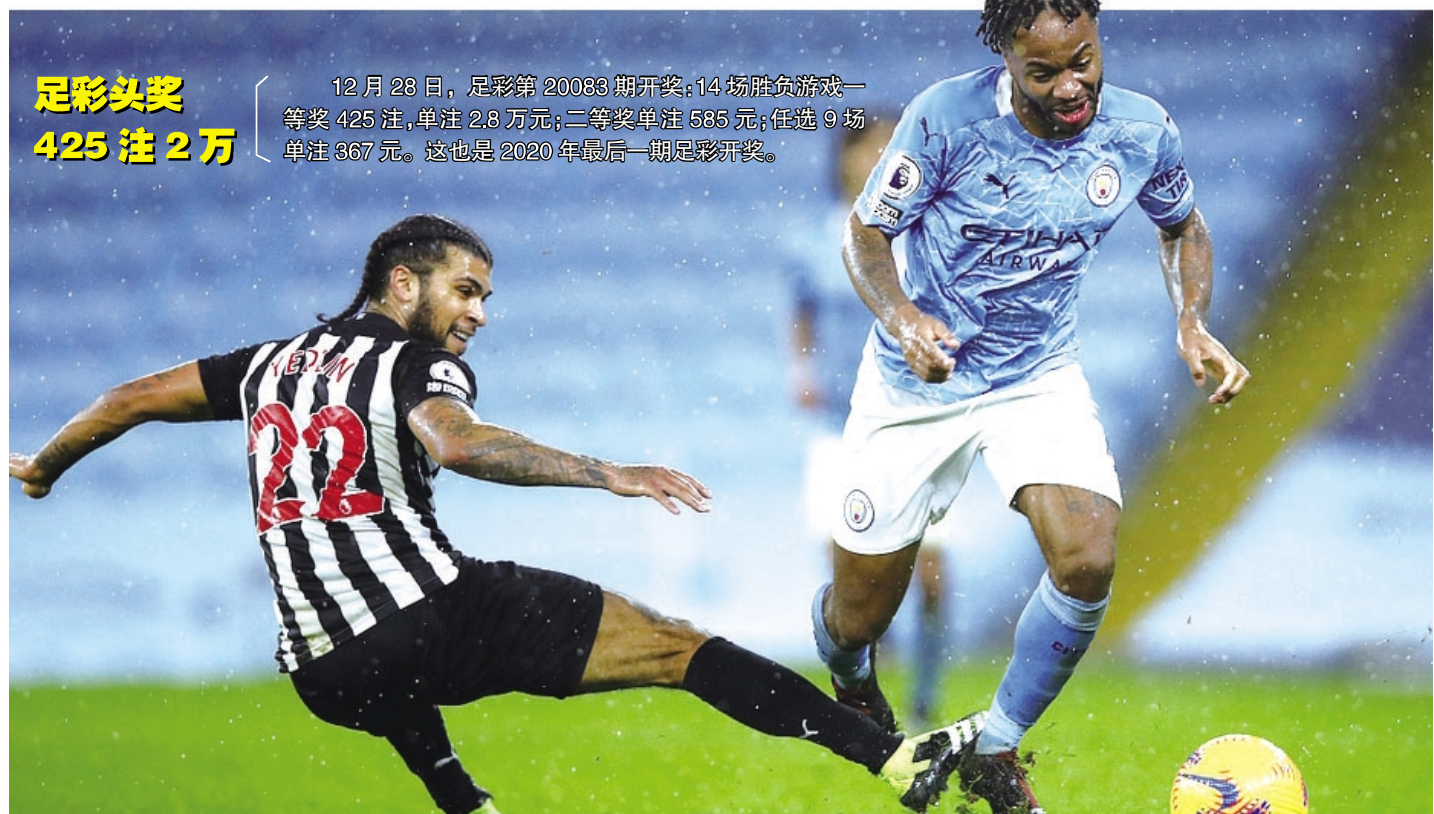 足彩头奖
425 注 2 万
12 月 28 日，足彩第 20083 期开奖：14 场胜负游戏一
等奖 425 注，单注 2.8 万元；二等奖单注 585 元；任选 9 场
单注 367 元。这也是 2020 年最后一期足彩开奖。
YEDLIN
22
ETIHAD
AIRWA
NEX